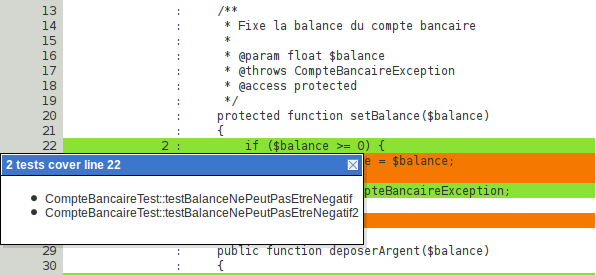 13 : /**
14 : * Fixe la balance du compte bancaire
15 : *
16 : * @param float $balance
17 : * @throws CompteBancaireException
18 : * @access protected
19 : */
20 : protected function setBalance($balance)
21 : {
22 2 : if ($balance >= 0) {
2 tests cover line 22
= $balance;
CompteBancaireTest::testBalanceNePeutPasEtreNegatif
pteBancaireException;
CompteBancaireTest::testBalanceNePeutPasEtreNegatif2
29 : public function deposerArgent($balance)
30 : {